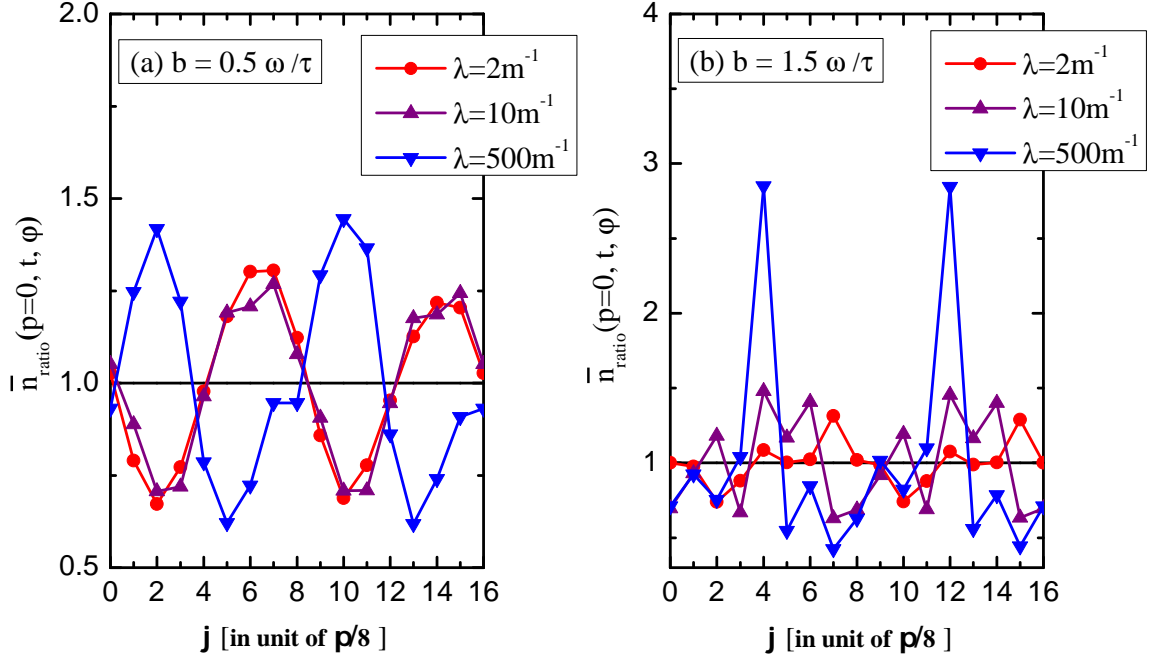 (a) b = 0.5 ω/τ
λ=2m⁻¹
λ=10m⁻¹
λ=500m⁻¹
2.0
1.5
1.0
0.5
n̄ratio(p=0, t, φ)
0 2 4 6 8 10 12 14 16
j [in unit of p/8 ]
(b) b = 1.5 ω/τ
λ=2m⁻¹
λ=10m⁻¹
λ=500m⁻¹
4
3
2
1
n̄ratio(p=0, t, φ)
0 2 4 6 8 10 12 14 16
j [in unit of p/8 ]